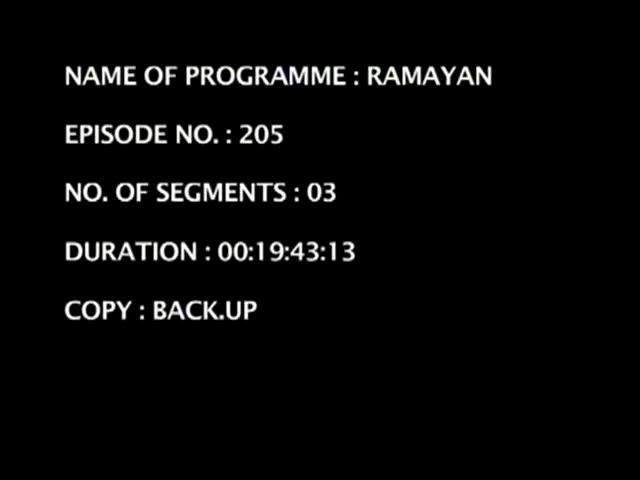 NAME OF PROGRAMME : RAMAYAN
EPISODE NO. : 205
NO. OF SEGMENTS : 03
DURATION : 00:19:43:13
COPY : BACK.UP